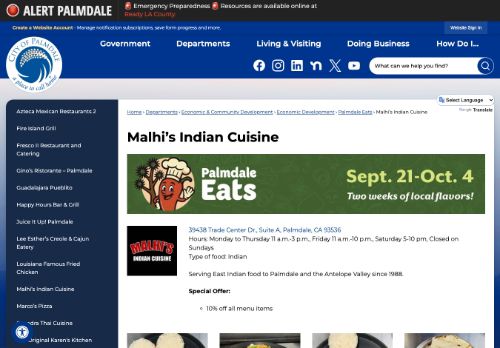 ALERT PALMDALE
🚨 Emergency Preparedness 🚨 Resources are available online at
Ready LA County.
Create a Website Account - Manage notification subscriptions, save form progress and more.
Website Sign In
CITY OF PALMDALE
a place to call home
Government
Departments
Living & Visiting
Doing Business
How Do I...
What can we help you find?
Select Language
Google Translate
Azteca Mexican Restaurants 2
Fire Island Grill
Fresco II Restaurant and
Catering
Gino's Ristorante - Palmdale
Guadalajara Pueblito
Happy Hours Bar & Grill
Juice It Up! Palmdale
Lee Esther's Creole & Cajun
Eatery
Louisiana Famous Fried
Chicken
Malhi's Indian Cuisine
Marco's Pizza
Thai Cuisine
Original Karen's Kitchen
Home › Departments › Economic & Community Development › Economic Development › Palmdale Eats › Malhi's Indian Cuisine
Malhi's Indian Cuisine
Palmdale
Eats
Sept. 21-Oct. 4
Two weeks of local flavors!
MALHI'S
INDIAN CUISINE
39438 Trade Center Dr., Suite A, Palmdale, CA 93536
Hours: Monday to Thursday 11 a.m.-3 p.m., Friday 11 a.m.-10 p.m., Saturday 5-10 pm, Closed on
Sundays
Type of food: Indian
Serving East Indian food to Palmdale and the Antelope Valley since 1988.
Special Offer:
10% off all menu items